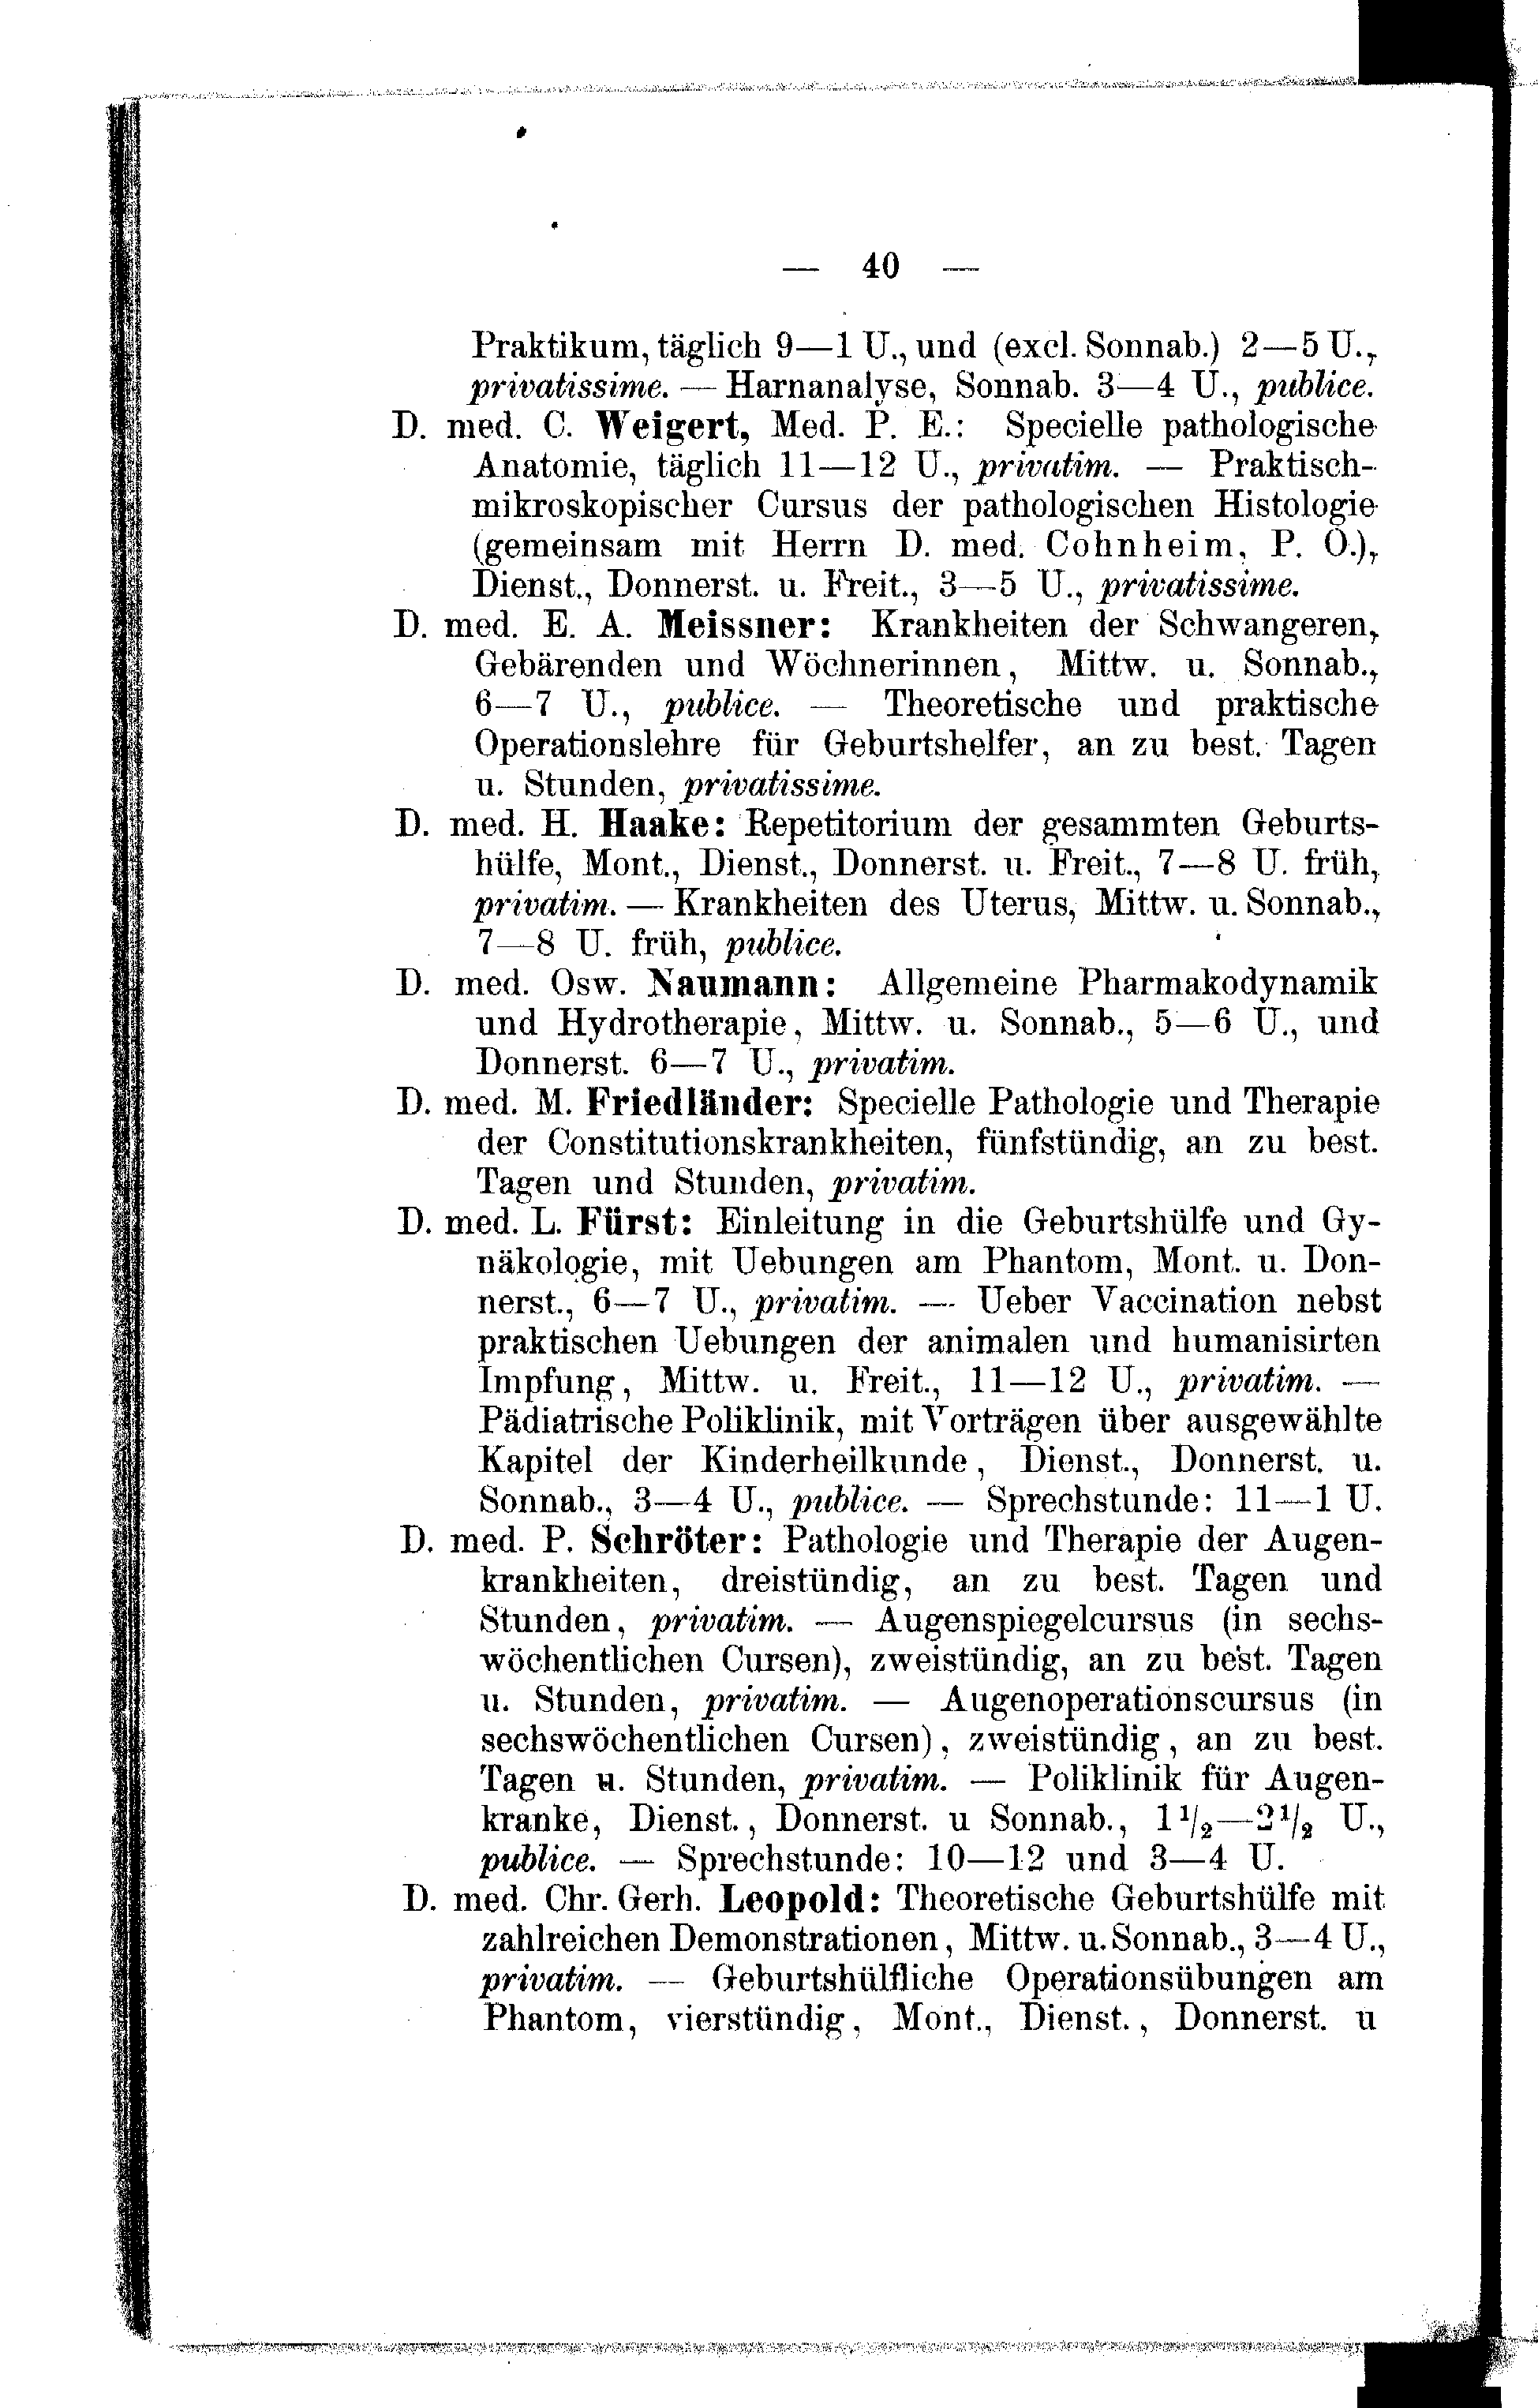 — 40 —
Praktikum, täglich 9—1 U., und (excl. Sonnab.) 2—5 U.,
privatissime. — Harnanalyse, Sonnab. 3—4 U., publice.
D. med. C. Weigert, Med. P. E.: Specielle pathologische
Anatomie, täglich 11—12 U., privatim. — Praktisch-
mikroskopischer Cursus der pathologischen Histologie
(gemeinsam mit Herrn D. med. Cohnheim, P. O.),
Dienst., Donnerst. u. Freit., 3—5 U., privatissime.
D. med. E. A. Meissner: Krankheiten der Schwangeren,
Gebärenden und Wöchnerinnen, Mittw. u. Sonnab.,
6—7 U., publice. — Theoretische und praktische
Operationslehre für Geburtshelfer, an zu best. Tagen
u. Stunden, privatissime.
D. med. H. Haake: Repetitorium der gesammten Geburts-
hülfe, Mont., Dienst., Donnerst. u. Freit., 7—8 U. früh,
privatim. — Krankheiten des Uterus, Mittw. u. Sonnab.,
7—8 U. früh, publice.
D. med. Osw. Naumann: Allgemeine Pharmakodynamik
und Hydrotherapie, Mittw. u. Sonnab., 5—6 U., und
Donnerst. 6—7 U., privatim.
D. med. M. Friedländer: Specielle Pathologie und Therapie
der Constitutionskrankheiten, fünfstündig, an zu best.
Tagen und Stunden, privatim.
D. med. L. Fürst: Einleitung in die Geburtshülfe und Gy-
näkologie, mit Uebungen am Phantom, Mont. u. Don-
nerst., 6—7 U., privatim. — Ueber Vaccination nebst
praktischen Uebungen der animalen und humanisirten
Impfung, Mittw. u. Freit., 11—12 U., privatim. —
Pädiatrische Poliklinik, mit Vorträgen über ausgewählte
Kapitel der Kinderheilkunde, Dienst., Donnerst. u.
Sonnab., 3—4 U., publice. — Sprechstunde: 11—1 U.
D. med. P. Schröter: Pathologie und Therapie der Augen-
krankheiten, dreistündig, an zu best. Tagen und
Stunden, privatim. — Augenspiegelcursus (in sechs-
wöchentlichen Cursen), zweistündig, an zu best. Tagen
u. Stunden, privatim. — Augenoperationscursus (in
sechswöchentlichen Cursen), zweistündig, an zu best.
Tagen u. Stunden, privatim. — Poliklinik für Augen-
kranke, Dienst., Donnerst. u Sonnab., 1 1/2—2 1/2 U.,
publice. — Sprechstunde: 10—12 und 3—4 U.
D. med. Chr. Gerh. Leopold: Theoretische Geburtshülfe mit
zahlreichen Demonstrationen, Mittw. u. Sonnab., 3—4 U.,
privatim. — Geburtshülfliche Operationsübungen am
Phantom, vierstündig, Mont., Dienst., Donnerst. u